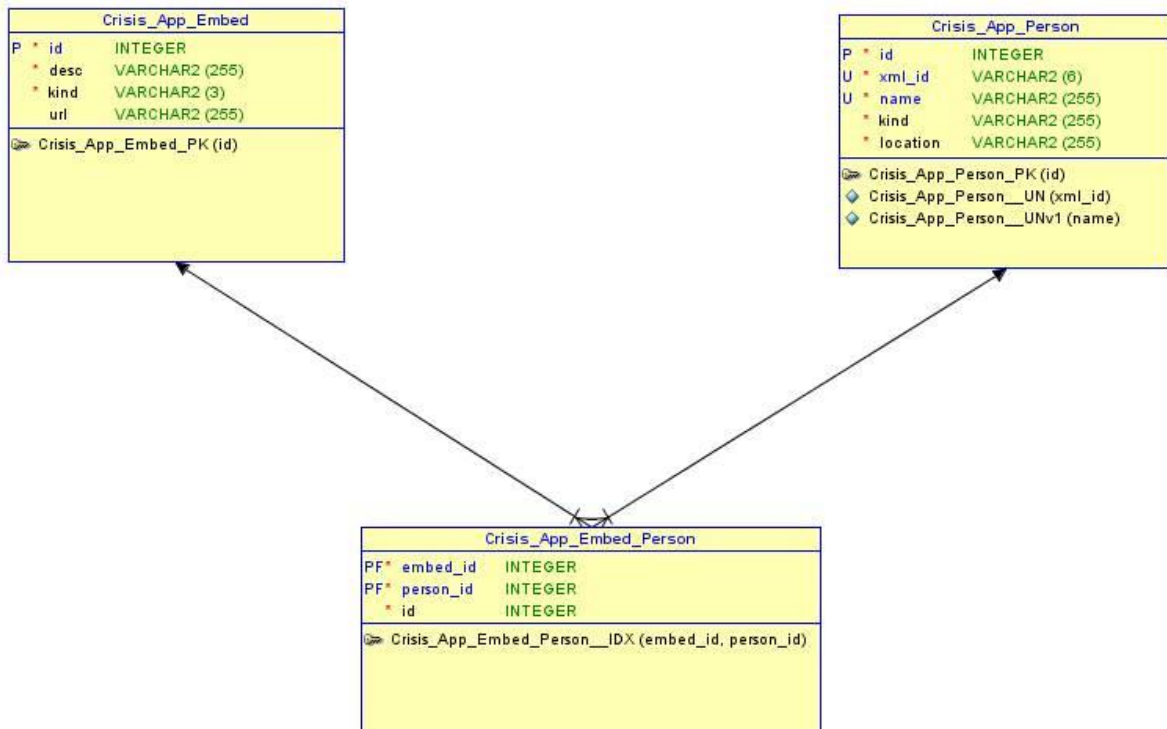 Crisis_App_Embed
P * id INTEGER
* desc VARCHAR2 (255)
* kind VARCHAR2 (3)
url VARCHAR2 (255)
Crisis_App_Embed_PK (id)
Crisis_App_Person
P * id INTEGER
U * xml_id VARCHAR2 (6)
U * name VARCHAR2 (255)
* kind VARCHAR2 (255)
* location VARCHAR2 (255)
Crisis_App_Person_PK (id)
Crisis_App_Person__UN (xml_id)
Crisis_App_Person__UNv1 (name)
Crisis_App_Embed_Person
PF* embed_id INTEGER
PF* person_id INTEGER
* id INTEGER
Crisis_App_Embed_Person__IDX (embed_id, person_id)